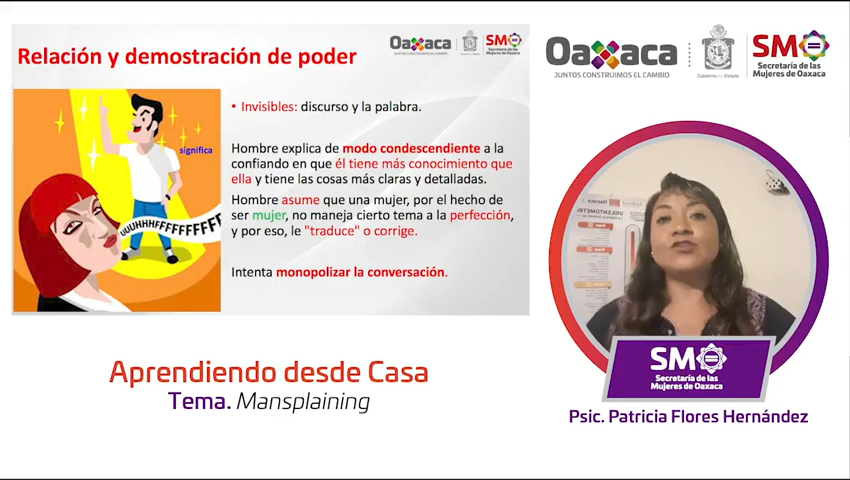 Relación y demostración de poder
Oaxaca
JUNTOS CONSTRUIMOS EL CAMBIO
SM
Secretaría de las
Mujeres de Oaxaca
significa
UUUHHHFFFFFFFF
• Invisibles: discurso y la palabra.
Hombre explica de modo condescendiente a la
confiando en que él tiene más conocimiento que
ella y tiene las cosas más claras y detalladas.
Hombre asume que una mujer, por el hecho de
ser mujer, no maneja cierto tema a la perfección,
y por eso, le "traduce" o corrige.
Intenta monopolizar la conversación.
Oaxaca
JUNTOS CONSTRUIMOS EL CAMBIO
Gobierno del Estado
SM
Secretaría de las
Mujeres de Oaxaca
VIOLENTÓMETRO
SM
Secretaría de las
Mujeres de Oaxaca
Psic. Patricia Flores Hernández
Aprendiendo desde Casa
Tema. Mansplaining